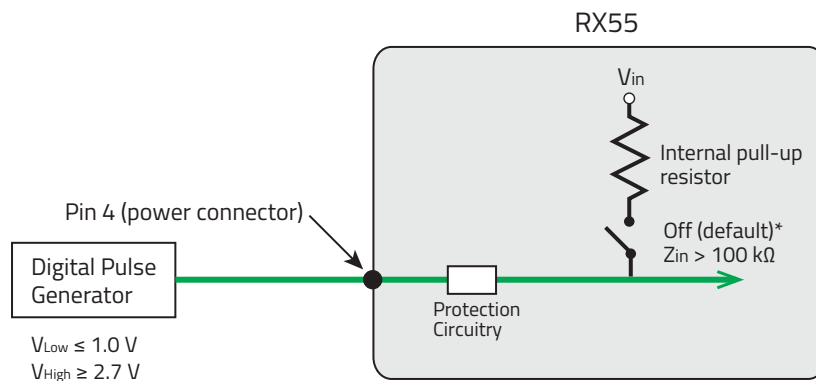 RX55
Vin
Internal pull-up
resistor
Pin 4 (power connector)
Off (default)*
Zin > 100 kΩ
Digital Pulse
Generator
Protection
Circuitry
VLow ≤ 1.0 V
VHigh ≥ 2.7 V